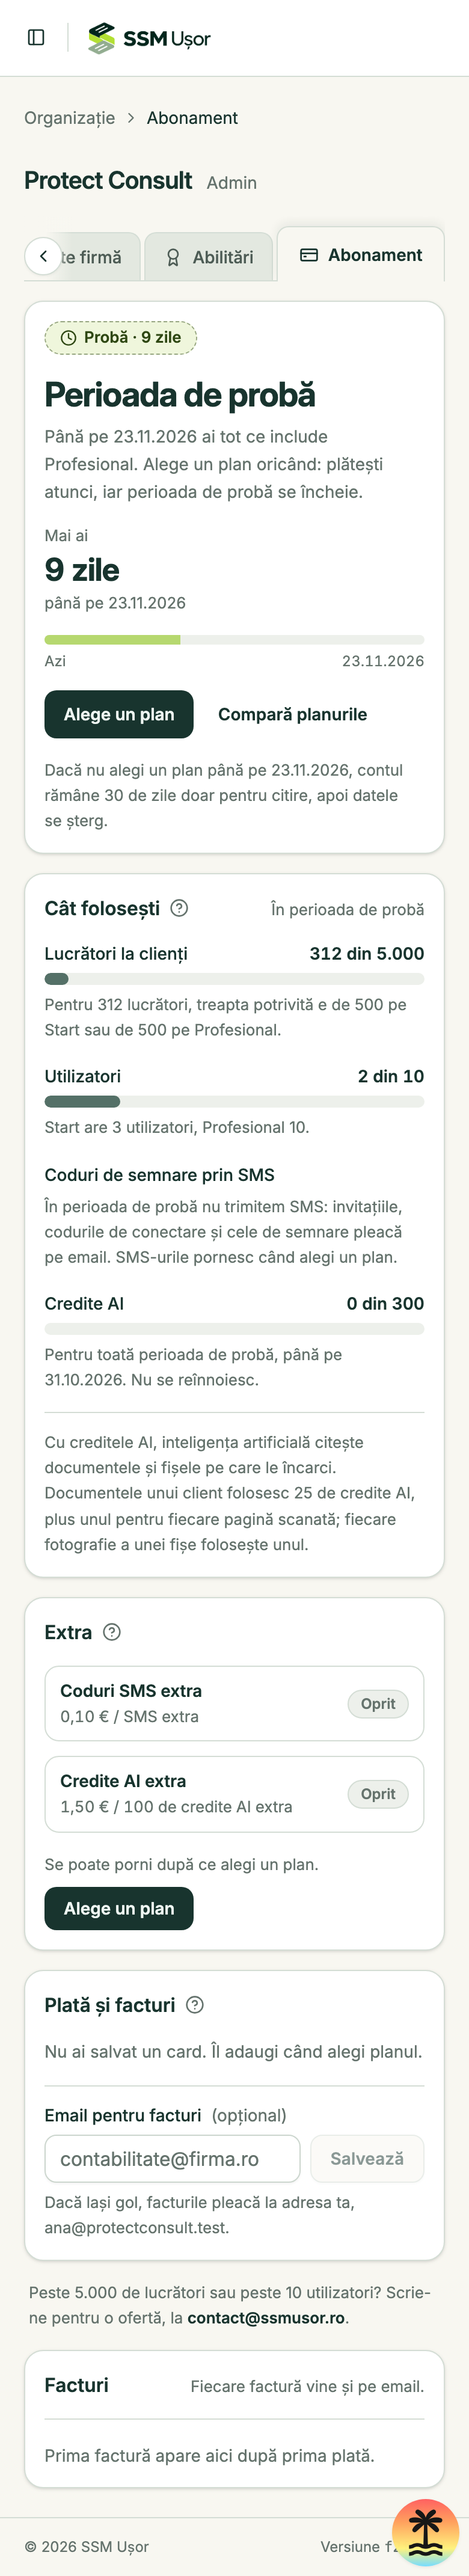 SSM Ușor
Organizație > Abonament
Protect Consult Admin
te firmă
Abilitări
Abonament
Probă · 9 zile
Perioada de probă
Până pe 23.11.2026 ai tot ce include
Profesional. Alege un plan oricând: plătești
atunci, iar perioada de probă se încheie.
Mai ai
9 zile
până pe 23.11.2026
Azi
23.11.2026
Alege un plan
Compară planurile
Dacă nu alegi un plan până pe 23.11.2026, contul
rămâne 30 de zile doar pentru citire, apoi datele
se șterg.
Cât folosești
În perioada de probă
Lucrători la clienți
312 din 5.000
Pentru 312 lucrători, treapta potrivită e de 500 pe
Start sau de 500 pe Profesional.
Utilizatori
2 din 10
Start are 3 utilizatori, Profesional 10.
Coduri de semnare prin SMS
În perioada de probă nu trimitem SMS: invitațiile,
codurile de conectare și cele de semnare pleacă
pe email. SMS-urile pornesc când alegi un plan.
Credite AI
0 din 300
Pentru toată perioada de probă, până pe
31.10.2026. Nu se reînnoiesc.
Cu creditele AI, inteligența artificială citește
documentele și fișele pe care le încarci.
Documentele unui client folosesc 25 de credite AI,
plus unul pentru fiecare pagină scanată; fiecare
fotografie a unei fișe folosește unul.
Extra
Coduri SMS extra
0,10 € / SMS extra
Oprit
Credite AI extra
1,50 € / 100 de credite AI extra
Oprit
Se poate porni după ce alegi un plan.
Alege un plan
Plată și facturi
Nu ai salvat un card. Îl adaugi când alegi planul.
Email pentru facturi (opțional)
contabilitate@firma.ro
Salvează
Dacă lași gol, facturile pleacă la adresa ta,
ana@protectconsult.test.
Peste 5.000 de lucrători sau peste 10 utilizatori? Scrie-
ne pentru o ofertă, la contact@ssmusor.ro.
Facturi
Fiecare factură vine și pe email.
Prima factură apare aici după prima plată.
© 2026 SSM Ușor
Versiune